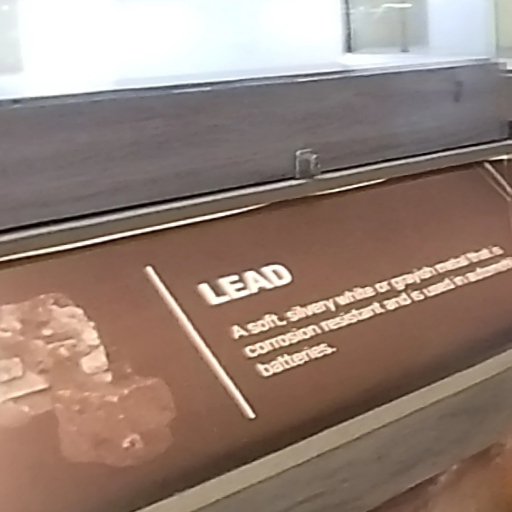 LEAD
A soft, silvery white or grayish metal that is
corrosion resistant and is used in
batteries.